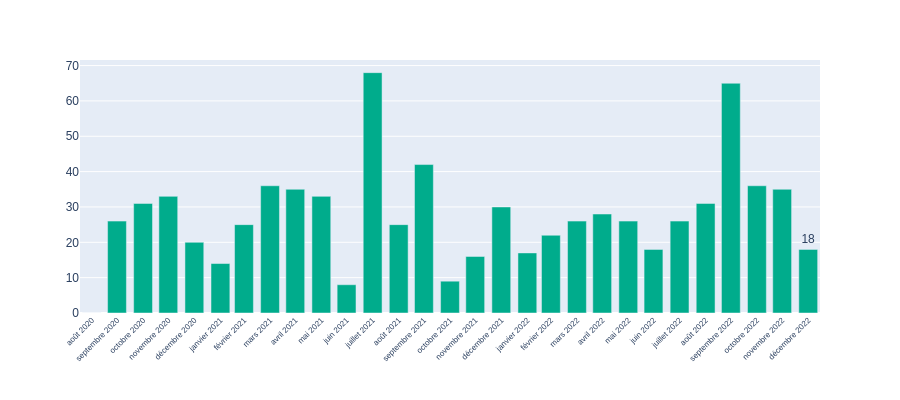 70
60
50
40
30
20
10
0
18
août 2020
septembre 2020
octobre 2020
novembre 2020
décembre 2020
janvier 2021
février 2021
mars 2021
avril 2021
mai 2021
juin 2021
juillet 2021
août 2021
septembre 2021
octobre 2021
novembre 2021
décembre 2021
janvier 2022
février 2022
mars 2022
avril 2022
mai 2022
juin 2022
juillet 2022
août 2022
septembre 2022
octobre 2022
novembre 2022
décembre 2022